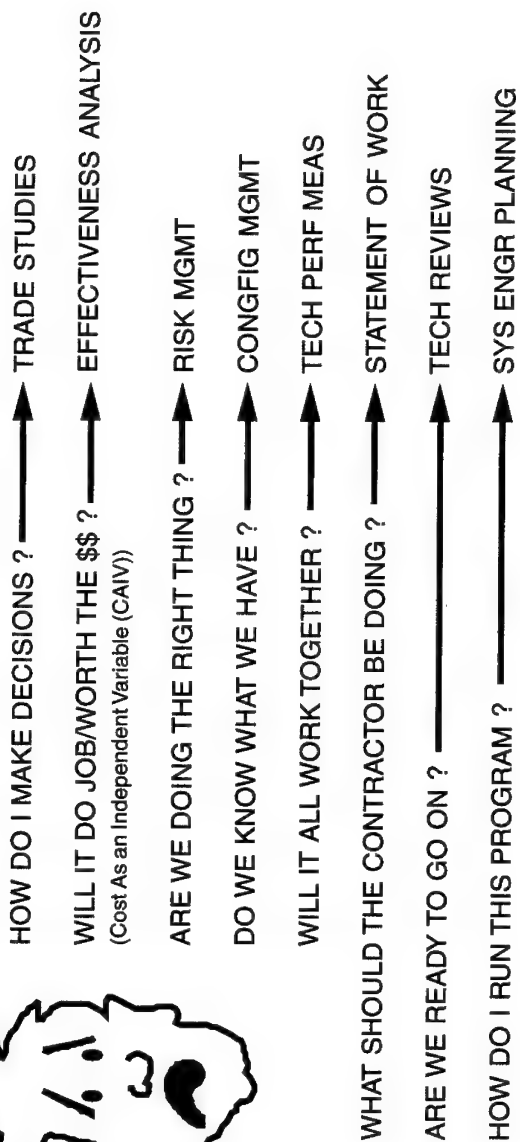 HOW DO I MAKE DECISIONS ? TRADE STUDIES
WILL IT DO JOB/WORTH THE $$ ? EFFECTIVENESS ANALYSIS
(Cost As an Independent Variable (CAIV))
ARE WE DOING THE RIGHT THING ? RISK MGMT
DO WE KNOW WHAT WE HAVE ? CONGFIG MGMT
WILL IT ALL WORK TOGETHER ? TECH PERF MEAS
WHAT SHOULD THE CONTRACTOR BE DOING ? STATEMENT OF WORK
ARE WE READY TO GO ON ? TECH REVIEWS
HOW DO I RUN THIS PROGRAM ? SYS ENGR PLANNING